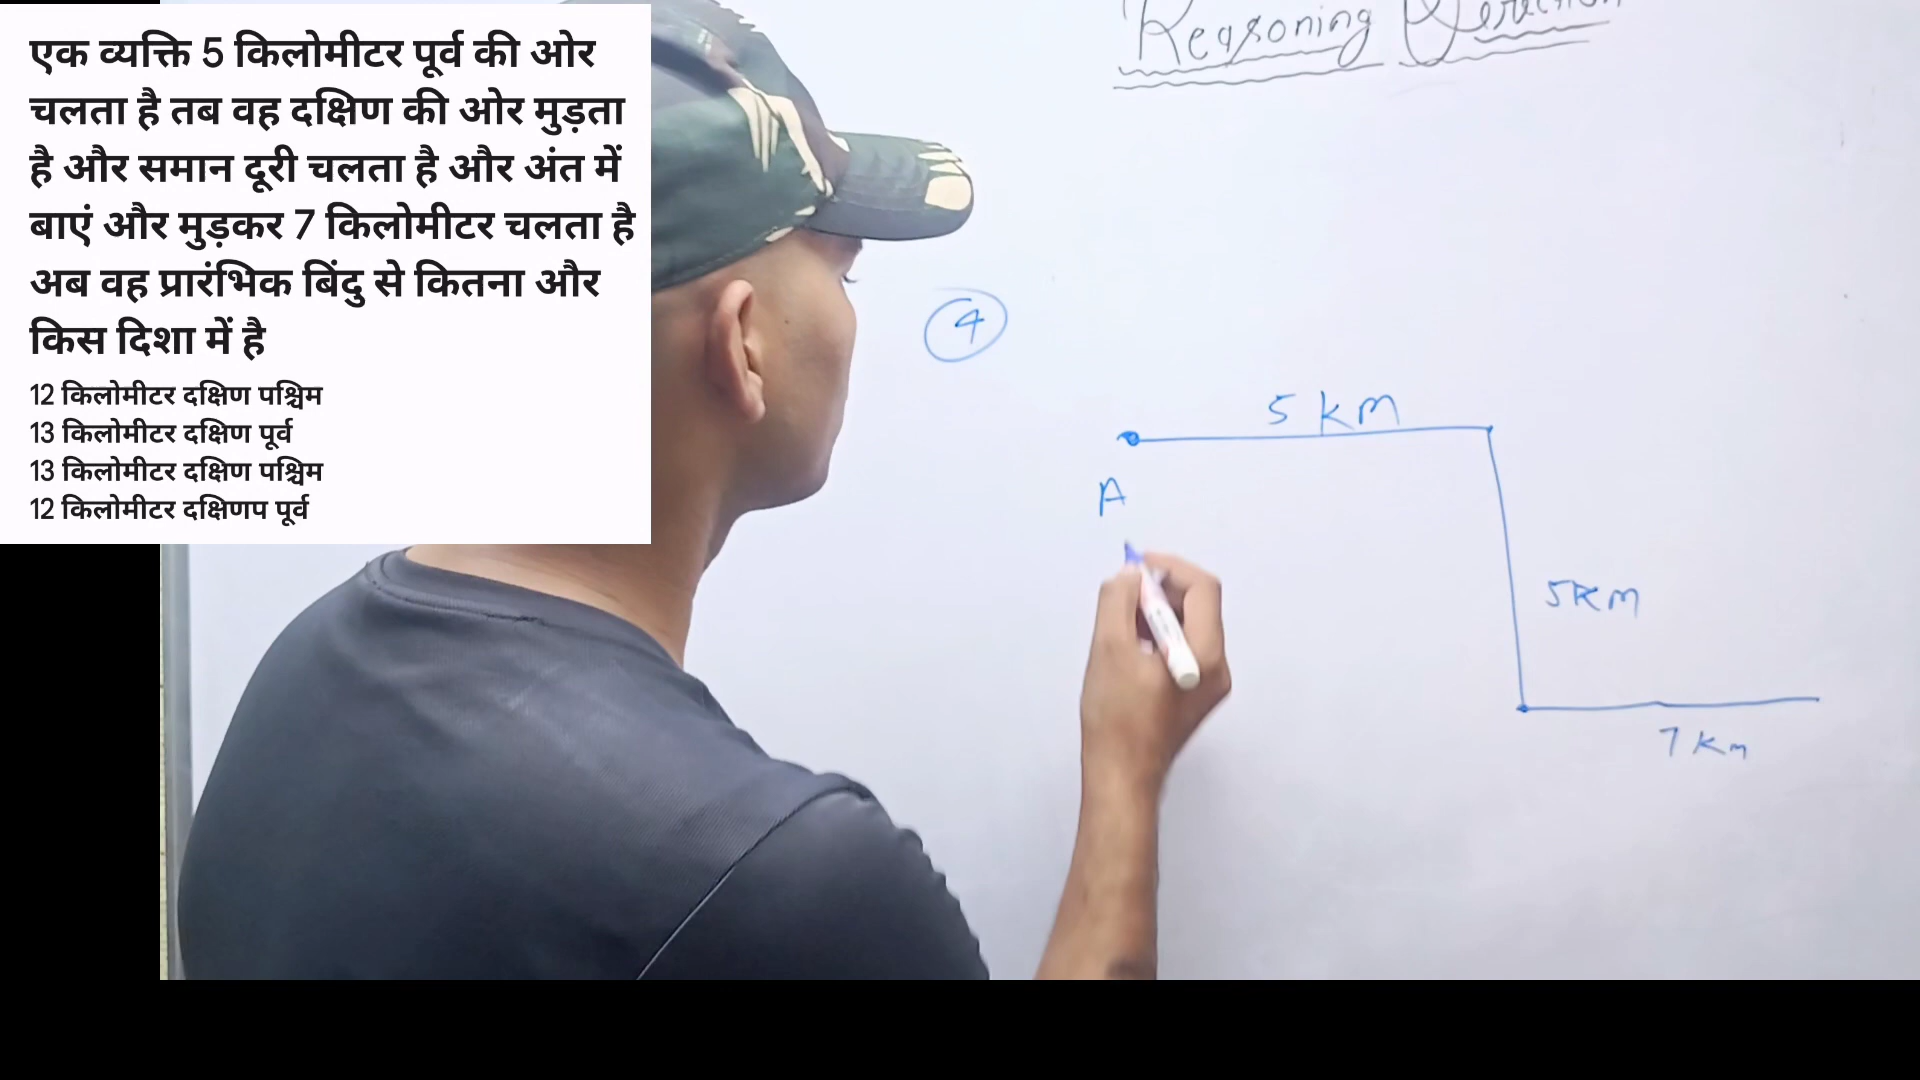 एक व्यक्ति 5 किलोमीटर पूर्व की ओर
चलता है तब वह दक्षिण की ओर मुड़ता
है और समान दूरी चलता है और अंत में
बाएं और मुड़कर 7 किलोमीटर चलता है
अब वह प्रारंभिक बिंदु से कितना और
किस दिशा में है
12 किलोमीटर दक्षिण पश्चिम
13 किलोमीटर दक्षिण पूर्व
13 किलोमीटर दक्षिण पश्चिम
12 किलोमीटर दक्षिणप पूर्व
Reasoning Direction
4
5 km
A
5km
7 km